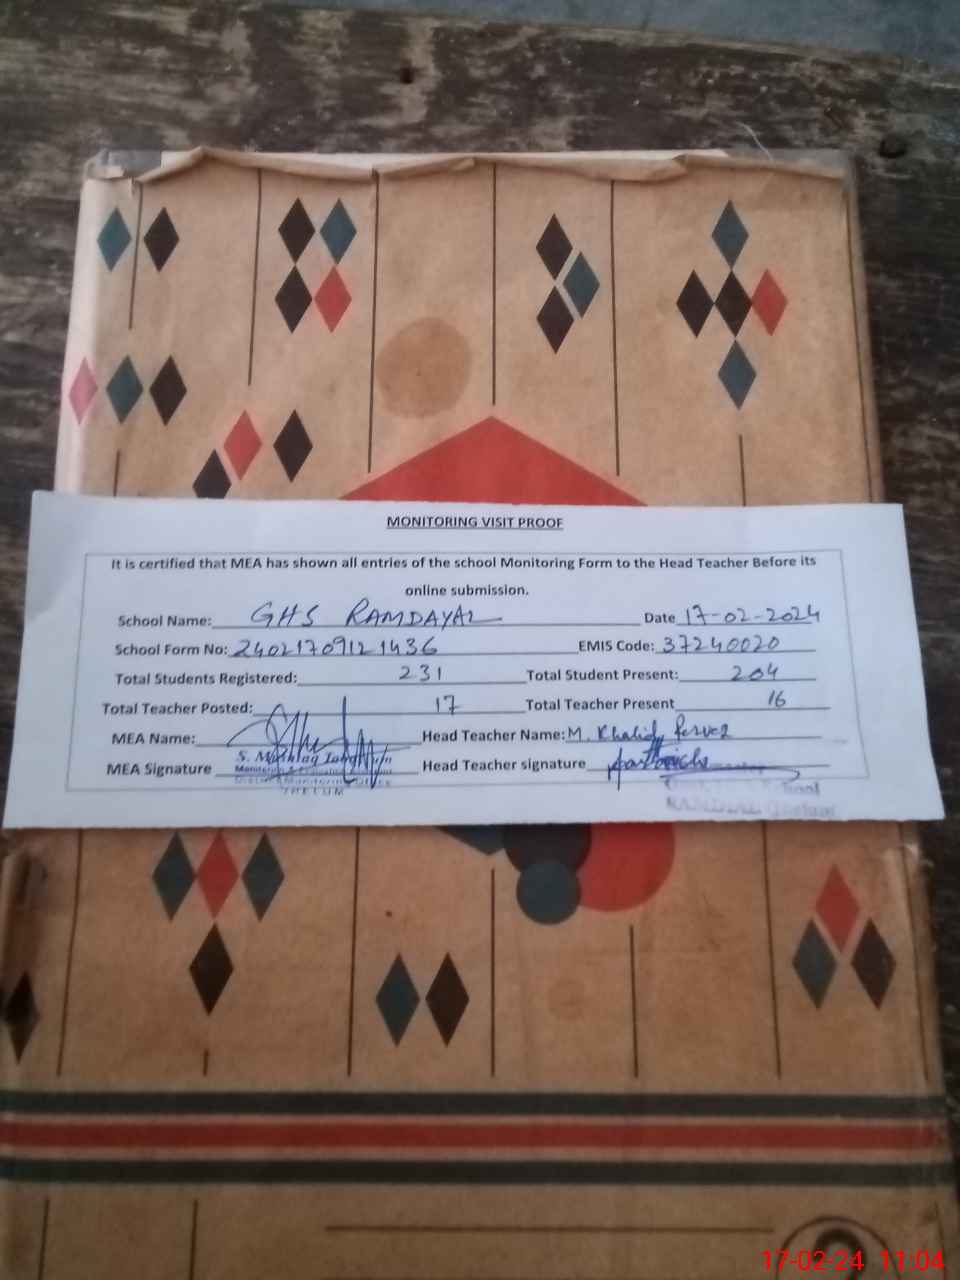 MONITORING VISIT PROOF
It is certified that MEA has shown all entries of the school Monitoring Form to the Head Teacher Before its
online submission.
School Name: GHS RAMDAYAL Date 17-02-2024
School Form No: 24021709121436 EMIS Code: 37240020
Total Students Registered: 231 Total Student Present: 204
Total Teacher Posted: 17 Total Teacher Present 16
MEA Name: Head Teacher Name: M. Khalid Pervez
MEA Signature Head Teacher signature
JHELUM
School
17-02-24 11:04